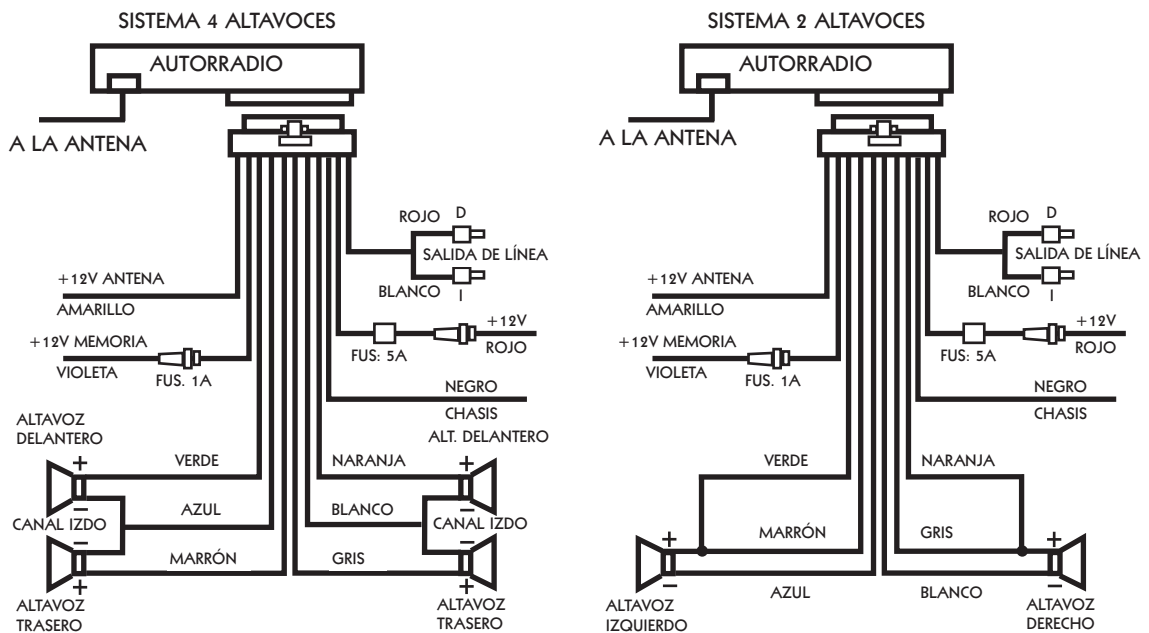 SISTEMA 4 ALTAVOCES
AUTORRADIO
A LA ANTENA
ROJO D
SALIDA DE LÍNEA
BLANCO I
+12V ANTENA
AMARILLO
+12V MEMORIA
VIOLETA
FUS. 1A
FUS: 5A
+12V
ROJO
NEGRO
CHASIS
ALTAVOZ
DELANTERO
ALT. DELANTERO
+
VERDE
NARANJA
+
−
AZUL
BLANCO
−
CANAL IZDO
CANAL IZDO
−
MARRÓN
GRIS
−
+
+
ALTAVOZ
TRASERO
ALTAVOZ
TRASERO
SISTEMA 2 ALTAVOCES
AUTORRADIO
A LA ANTENA
ROJO D
SALIDA DE LÍNEA
BLANCO I
+12V ANTENA
AMARILLO
+12V MEMORIA
VIOLETA
FUS. 1A
FUS: 5A
+12V
ROJO
NEGRO
CHASIS
VERDE
NARANJA
+
MARRÓN
GRIS
+
−
AZUL
BLANCO
−
ALTAVOZ
IZQUIERDO
ALTAVOZ
DERECHO